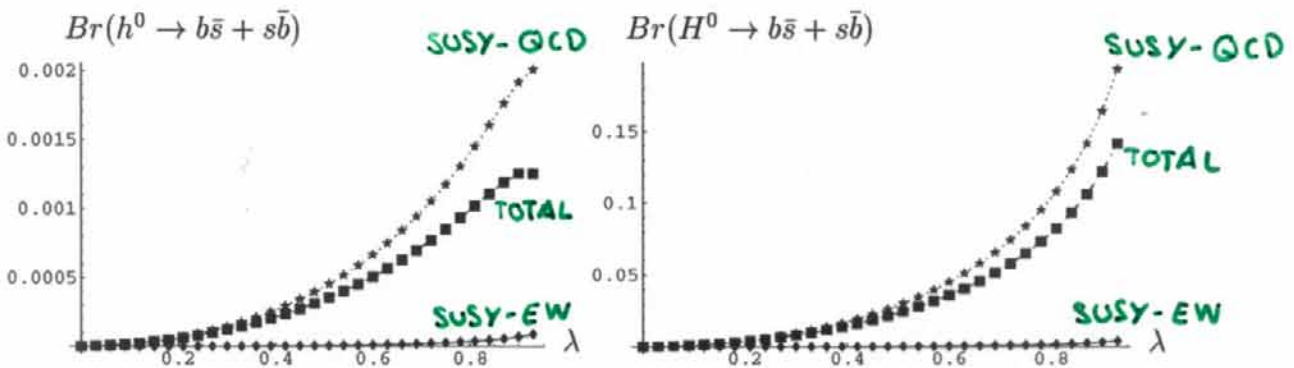 Br(h⁰ → bs̄ + sb̄)
SUSY-QCD
0.002
0.0015
0.001
TOTAL
0.0005
SUSY-EW
0.2
0.4
0.6
0.8
λ
Br(H⁰ → bs̄ + sb̄)
SUSY-QCD
0.15
TOTAL
0.1
0.05
SUSY-EW
0.2
0.4
0.6
0.8
λ